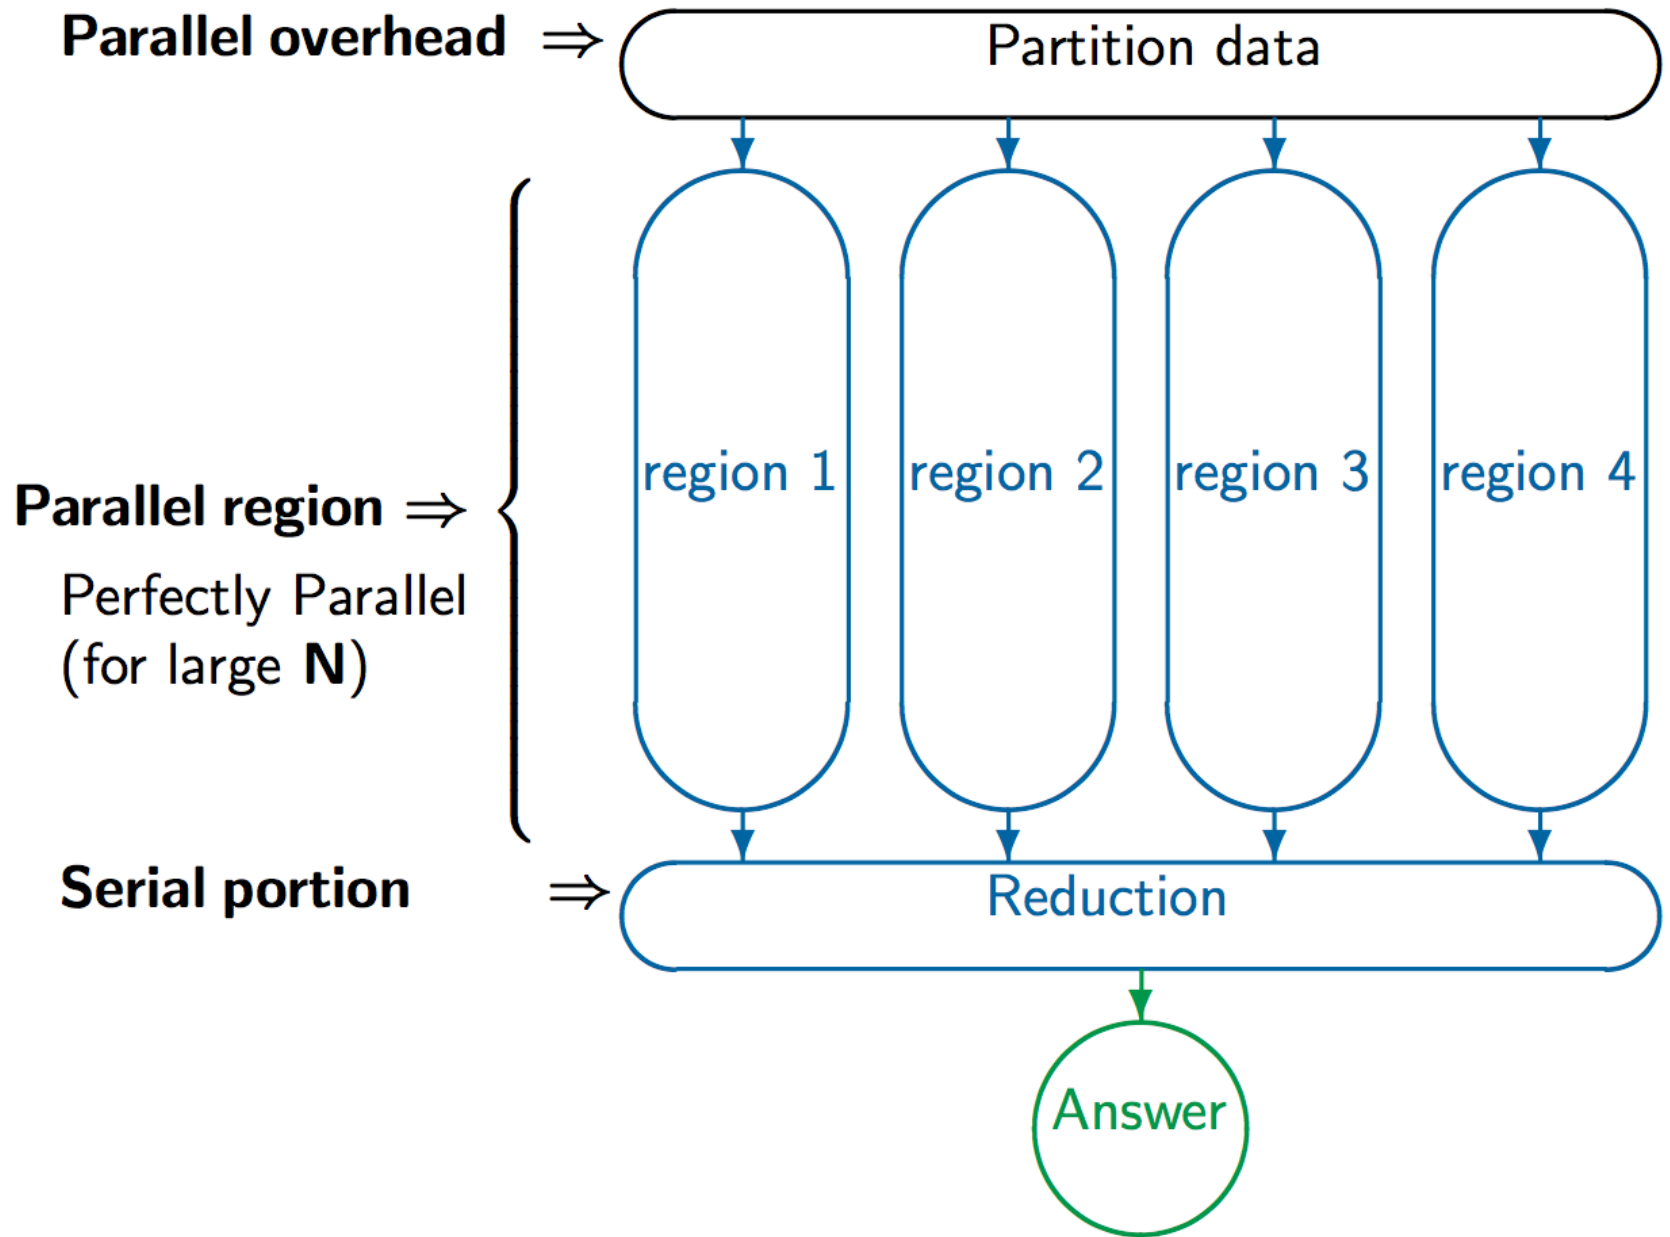 Parallel overhead ⇒
Partition data
region 1
region 2
region 3
region 4
Parallel region ⇒
Perfectly Parallel
(for large N)
Serial portion ⇒
Reduction
Answer